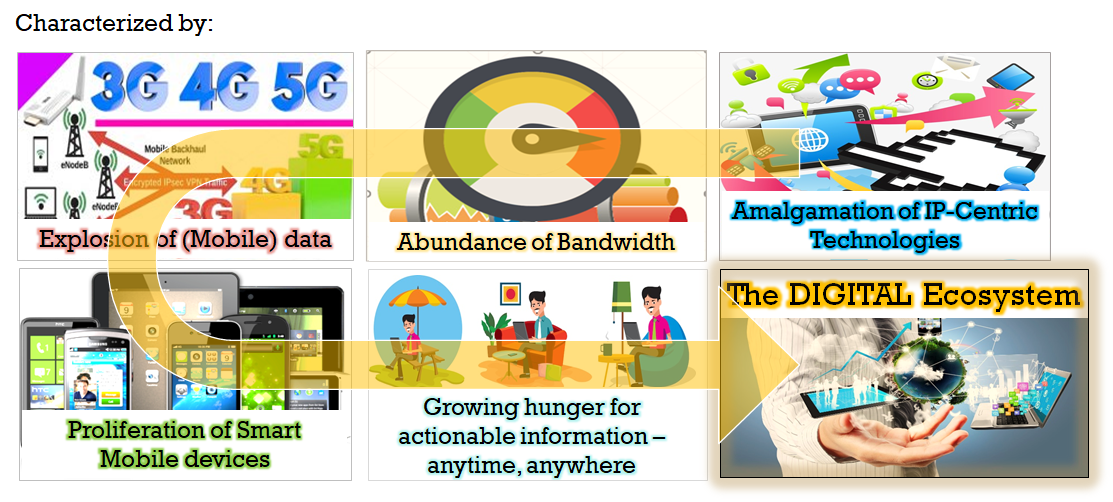 Characterized by:
3G 4G 5G
eNodeB
Mobile Backhaul
Network
Encrypted IPsec VPN Traffic
5G
4G
3G
Explosion of (Mobile) data
Abundance of Bandwidth
Amalgamation of IP-Centric
Technologies
Proliferation of Smart
Mobile devices
Growing hunger for
actionable information –
anytime, anywhere
The DIGITAL Ecosystem